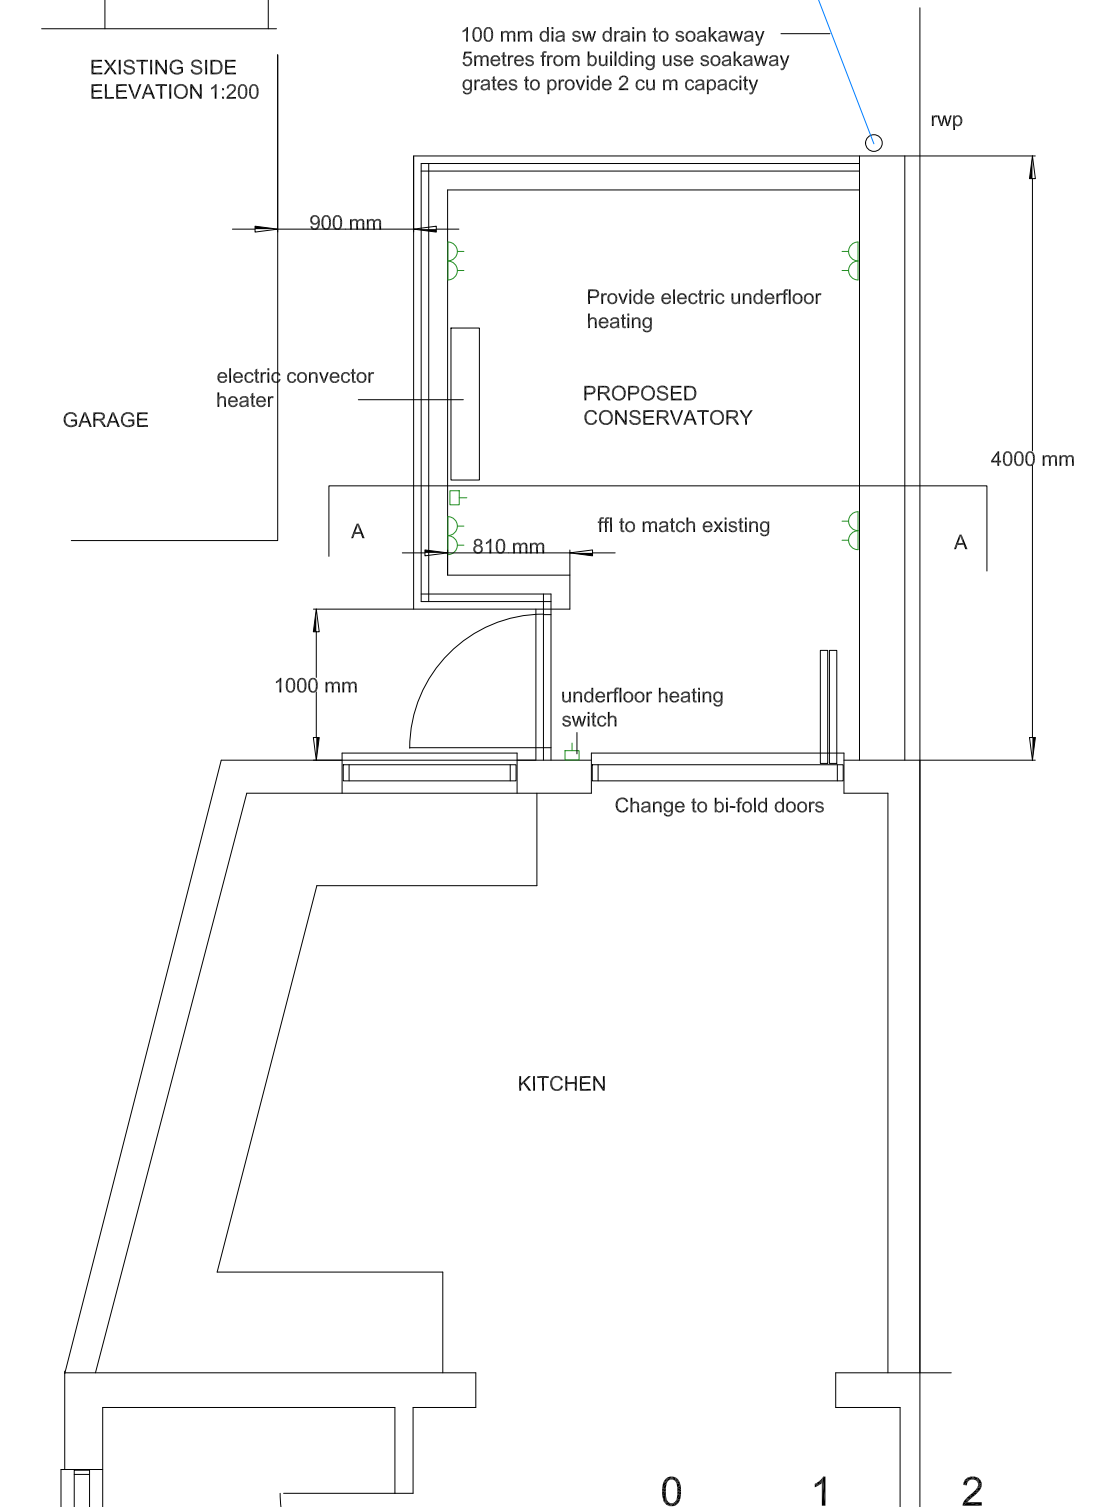 100 mm dia sw drain to soakaway
5metres from building use soakaway
grates to provide 2 cu m capacity
EXISTING SIDE
ELEVATION 1:200
rwp
900 mm
Provide electric underfloor
heating
electric convector
heater
PROPOSED
CONSERVATORY
GARAGE
4000 mm
A
ffl to match existing
A
810 mm
1000 mm
underfloor heating
switch
Change to bi-fold doors
KITCHEN
0 1 2